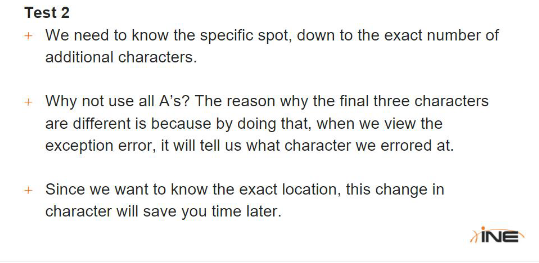 Test 2
+ We need to know the specific spot, down to the exact number of
additional characters.
+ Why not use all A's? The reason why the final three characters
are different is because by doing that, when we view the
exception error, it will tell us what character we errored at.
+ Since we want to know the exact location, this change in
character will save you time later.
iNE